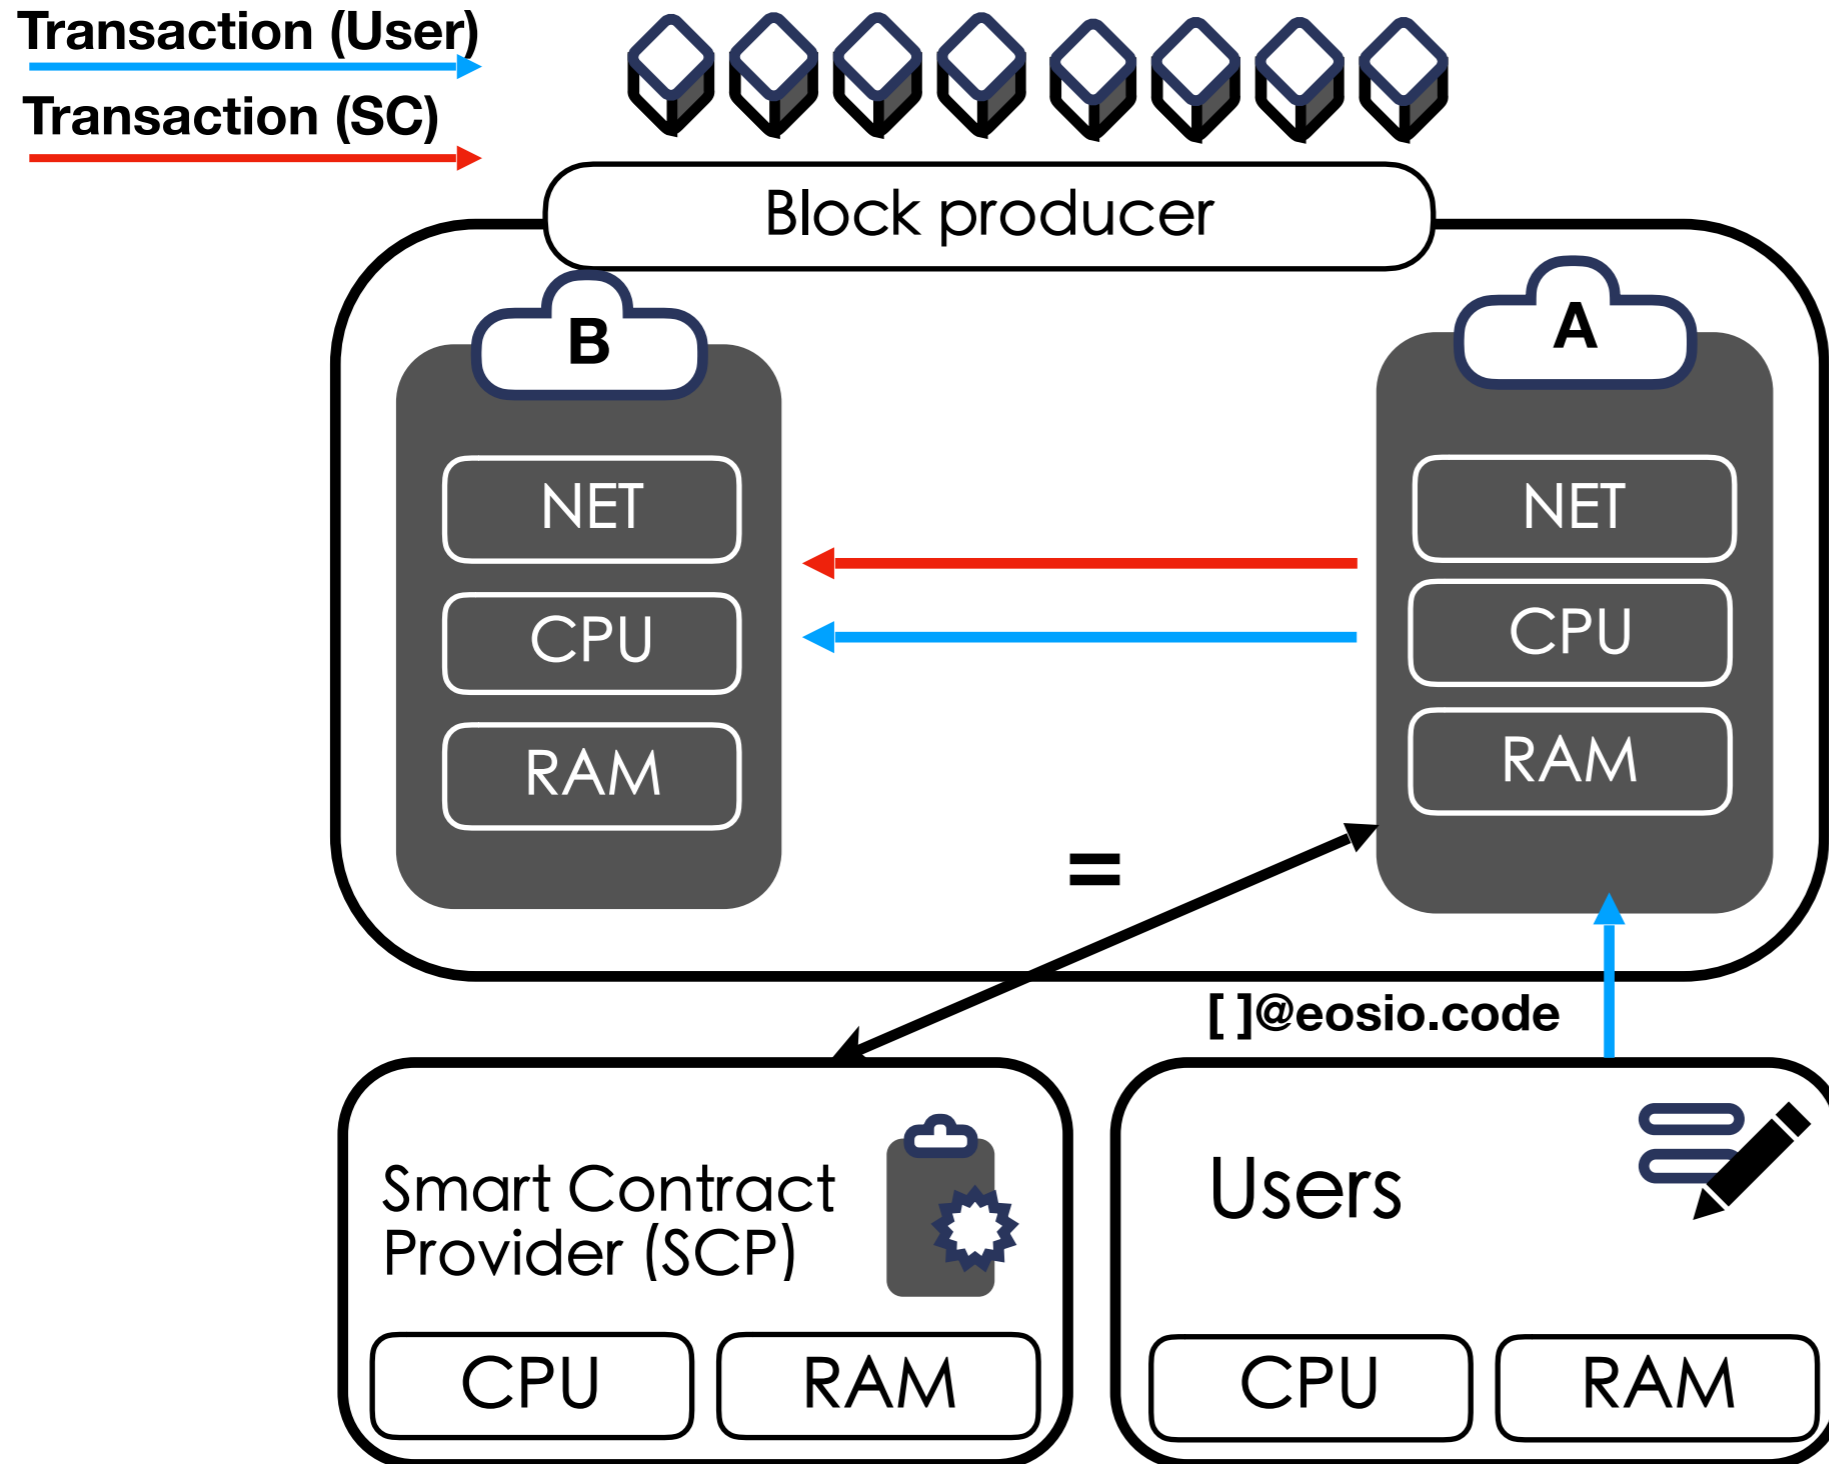 Transaction (User)
Transaction (SC)
Block producer
B
A
NET
CPU
RAM
NET
CPU
RAM
=
[ ]@eosio.code
Smart Contract
Provider (SCP)
CPU
RAM
Users
CPU
RAM